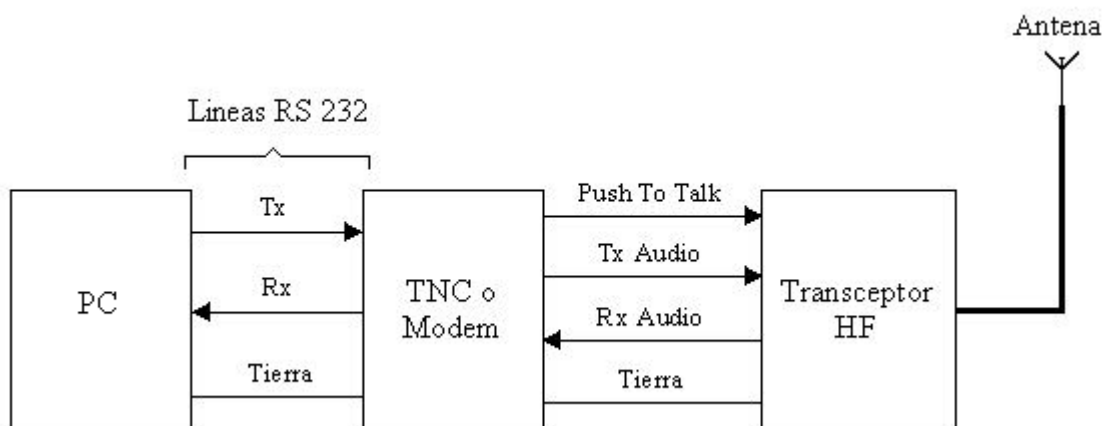 Antena
Lineas RS 232
PC
Tx
Rx
Tierra
TNC o
Modem
Push To Talk
Tx Audio
Rx Audio
Tierra
Transceptor
HF